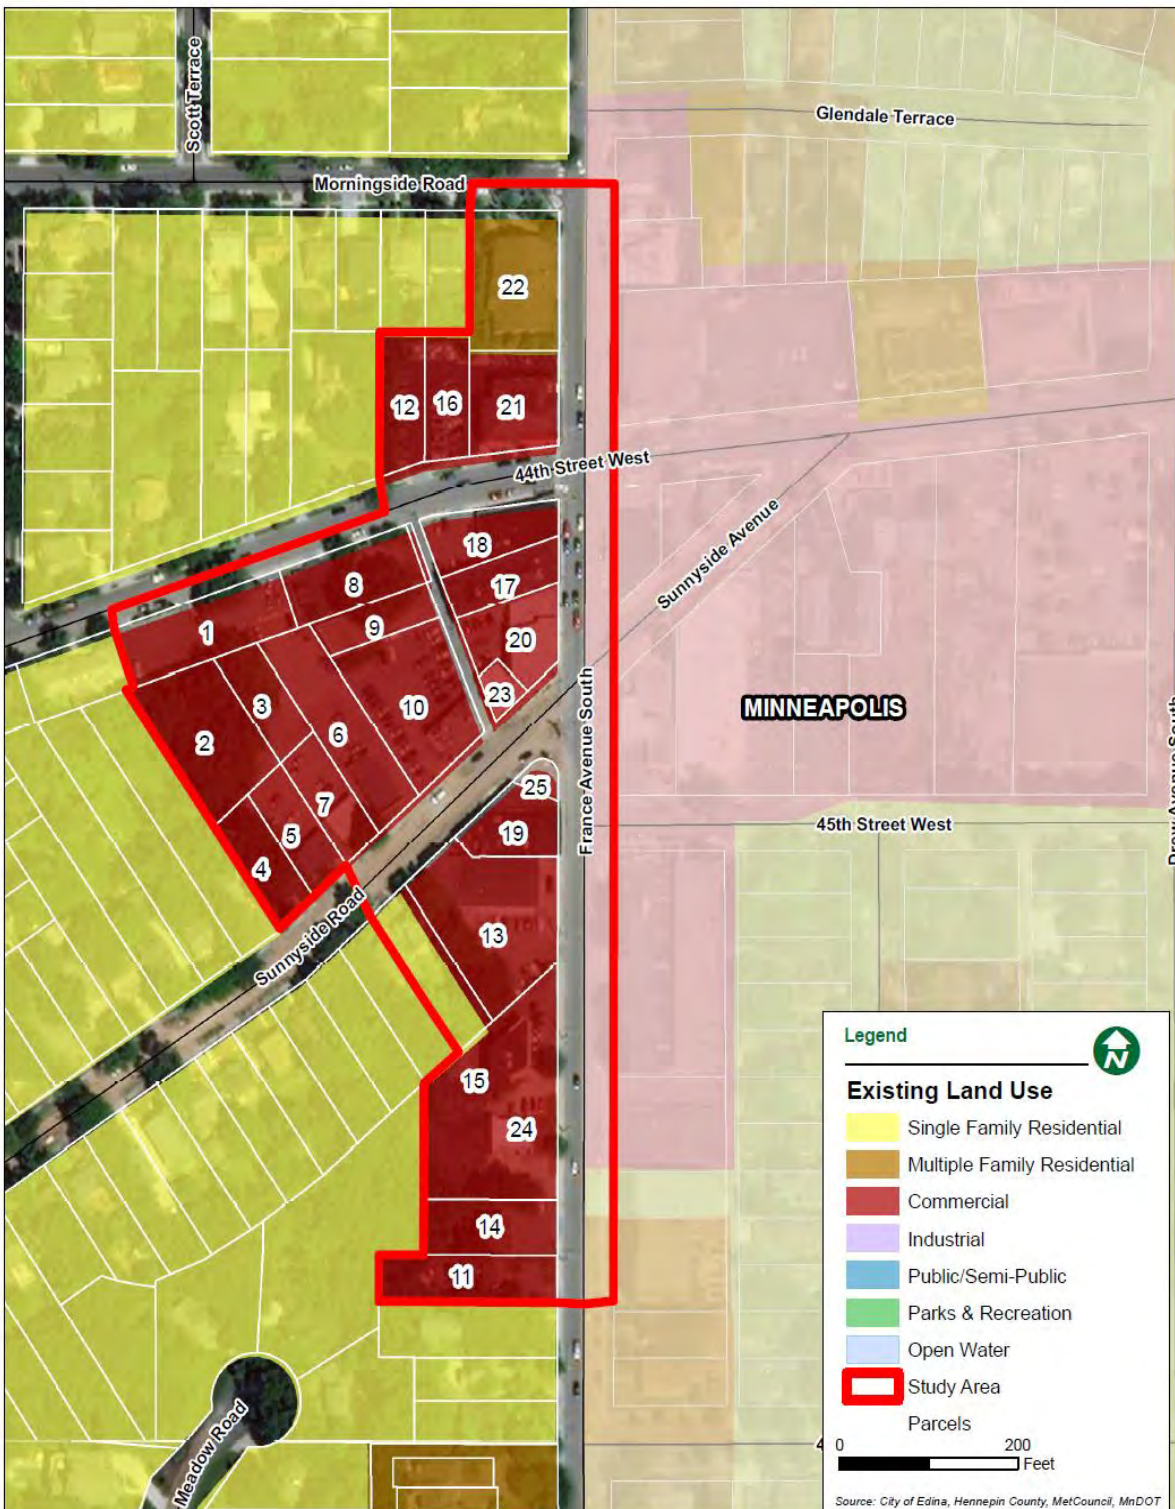 Scott Terrace
Glendale Terrace
Morningside Road
22
12
16
21
44th Street West
18
8
17
Sunnyside Avenue
1
9
20
3
23
10
2
6
MINNEAPOLIS
France Avenue South
Drew Avenue South
25
7
5
19
45th Street West
4
Sunnyside Road
13
15
24
14
11
Meadow Road
Legend
N
Existing Land Use
Single Family Residential
Multiple Family Residential
Commercial
Industrial
Public/Semi-Public
Parks & Recreation
Open Water
Study Area
Parcels
4
0 200
Feet
Source: City of Edina, Hennepin County, MetCouncil, MnDOT